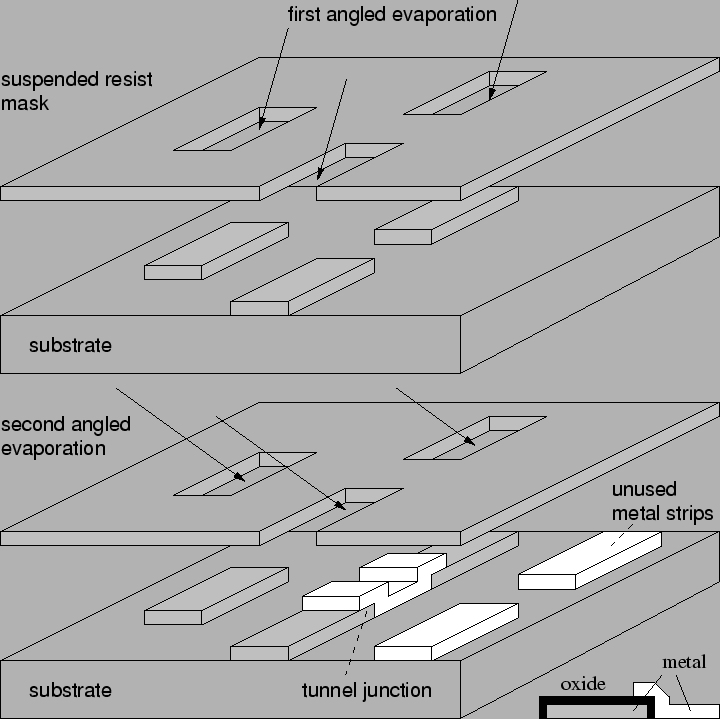 first angled evaporation
suspended resist
mask
substrate
second angled
evaporation
unused
metal strips
substrate
tunnel junction
oxide
metal